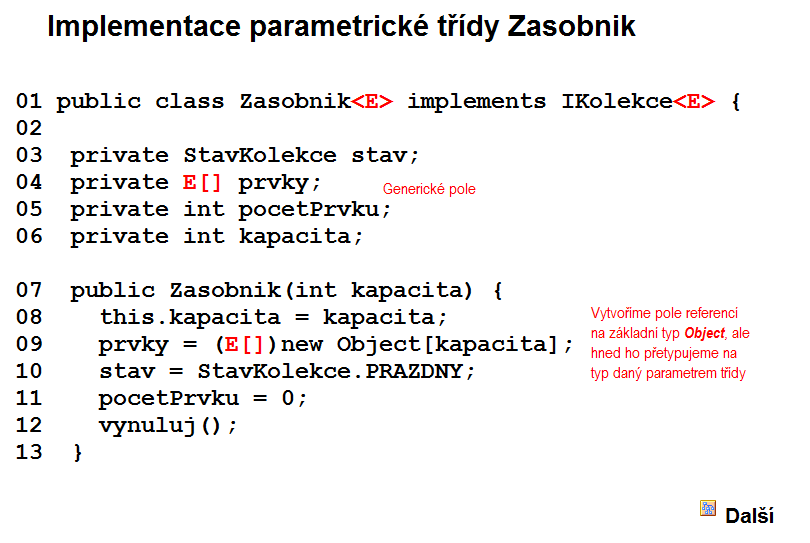 Implementace parametrické třídy Zasobnik
01 public class Zasobnik<E> implements IKolekce<E> {
02
03  private StavKolekce stav;
04  private E[] prvky;
Generické pole
05  private int pocetPrvku;
06  private int kapacita;
07  public Zasobnik(int kapacita) {
08    this.kapacita = kapacita;
09    prvky = (E[])new Object[kapacita];
10    stav = StavKolekce.PRAZDNY;
11    pocetPrvku = 0;
12    vynuluj();
13  }
Vytvoříme pole referencí
na základní typ Object, ale
hned ho přetypujeme na
typ daný parametrem třídy
Další